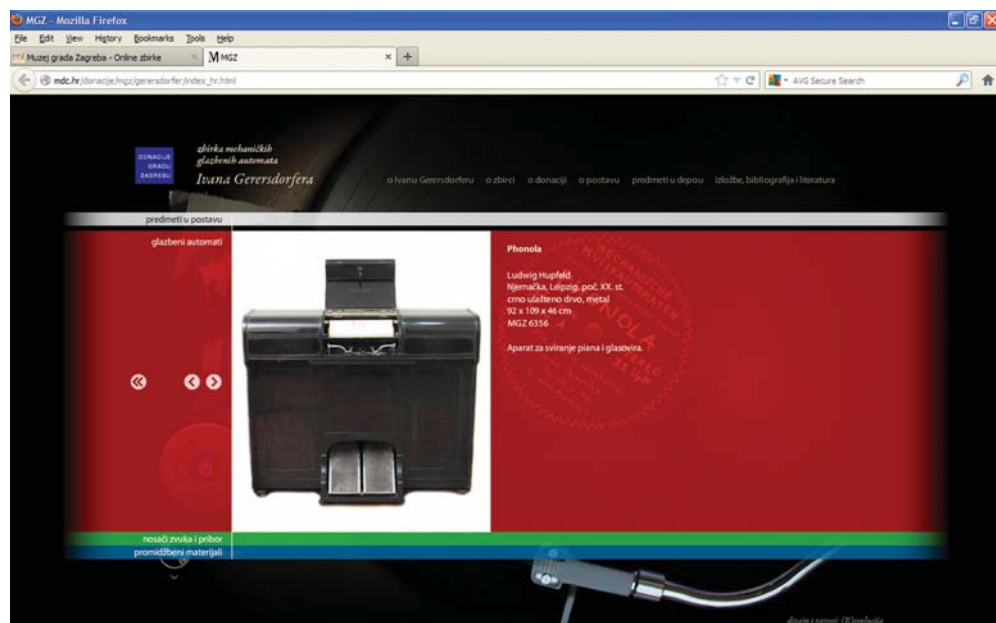 MGZ - Mozilla Firefox
File Edit View History Bookmarks Tools Help
Muzej grada Zagreba - Online zbirke
M MGZ
mdc.hr/donacije/mgz/gerersdorfer/index_hr.html
AVG Secure Search
DONACIJE
GRADU
ZAGREBU
zbirka mehaničkih
glazbenih automata
Ivana Gerersdorfera
o Ivanu Gerersdorferu o zbirci o donaciji o postavu predmeti u depou izložbe, bibliografija i literatura
predmeti u postavu
glazbeni automati
Phonola
Ludwig Hupfeld
Njemačka, Leipzig, poč. XX. st.
crno ulašteno drvo, metal
92 x 109 x 46 cm
MGZ 6356
Aparat za sviranje piana i glasovira.
nosači zvuka i pribor
promidžbeni materijali